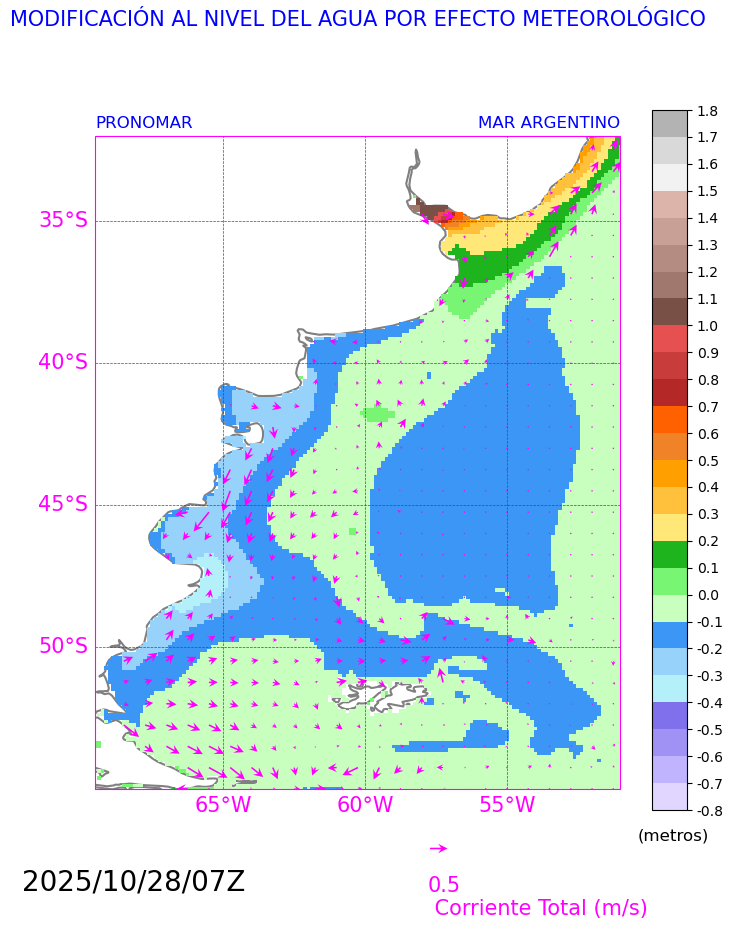 MODIFICACIÓN AL NIVEL DEL AGUA POR EFECTO METEOROLÓGICO
PRONOMAR
MAR ARGENTINO
35°S
40°S
45°S
50°S
65°W
60°W
55°W
1.8
1.7
1.6
1.5
1.4
1.3
1.2
1.1
1.0
0.9
0.8
0.7
0.6
0.5
0.4
0.3
0.2
0.1
0.0
-0.1
-0.2
-0.3
-0.4
-0.5
-0.6
-0.7
-0.8
(metros)
2025/10/28/07Z
0.5
Corriente Total (m/s)